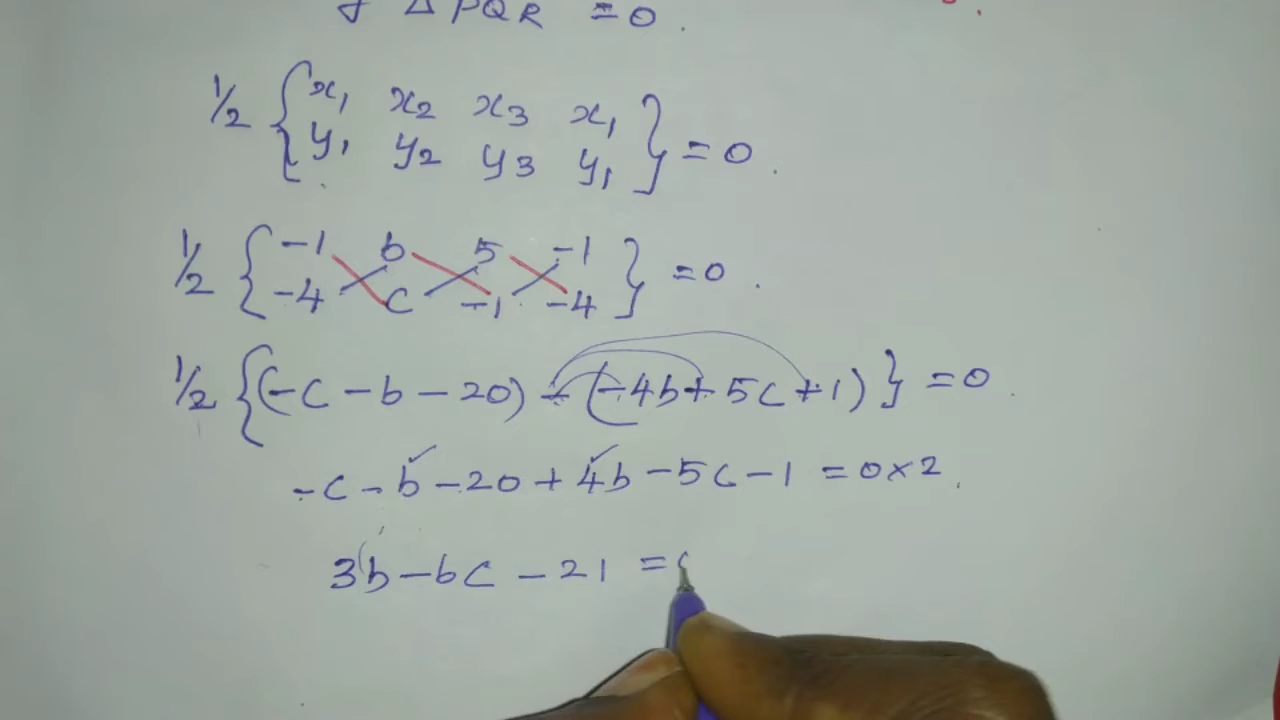 Δ PQR = 0.
1/2 { x₁ x₂ x₃ x₁
y₁ y₂ y₃ y₁ } = 0.
1/2 { -1 b 5 -1
-4 c -1 -4 } = 0.
1/2 {(-c - b - 20) - (-4b + 5c + 1)} = 0.
-c - b - 20 + 4b - 5c - 1 = 0 × 2.
3b - 6c - 21 =